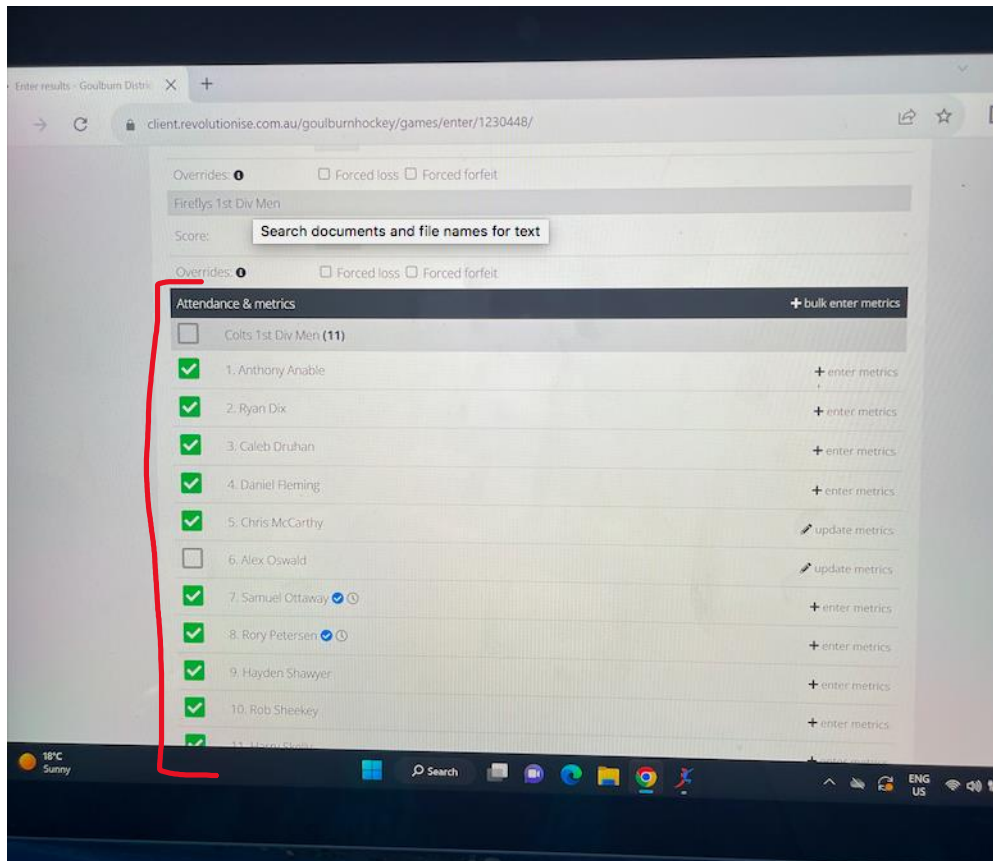 Enter results - Goulburn Distric
client.revolutionise.com.au/goulburnhockey/games/enter/1230448/
Overrides: Forced loss Forced forfeit
Fireflys 1st Div Men
Score:
Search documents and file names for text
Overrides: Forced loss Forced forfeit
Attendance & metrics + bulk enter metrics
Colts 1st Div Men (11)
1. Anthony Anable + enter metrics
2. Ryan Dix + enter metrics
3. Caleb Druhan + enter metrics
4. Daniel Fleming + enter metrics
5. Chris McCarthy update metrics
6. Alex Oswald update metrics
7. Samuel Ottaway + enter metrics
8. Rory Petersen + enter metrics
9. Hayden Shawyer + enter metrics
10. Rob Sheekey + enter metrics
11. Harry
18°C
Sunny
Search
ENG
US